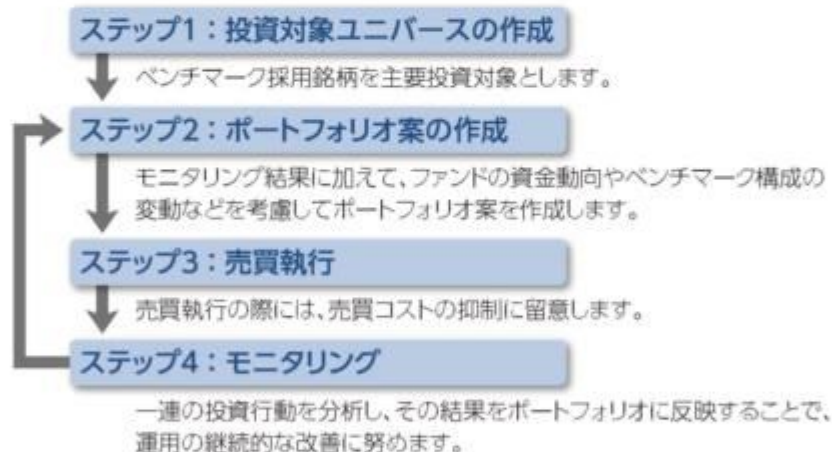 ステップ1：投資対象ユニバースの作成
ベンチマーク採用銘柄を主要投資対象とします。
ステップ2：ポートフォリオ案の作成
モニタリング結果に加えて、ファンドの資金動向やベンチマーク構成の
変動などを考慮してポートフォリオ案を作成します。
ステップ3：売買執行
売買執行の際には、売買コストの抑制に留意します。
ステップ4：モニタリング
一連の投資行動を分析し、その結果をポートフォリオに反映することで、
運用の継続的な改善に努めます。